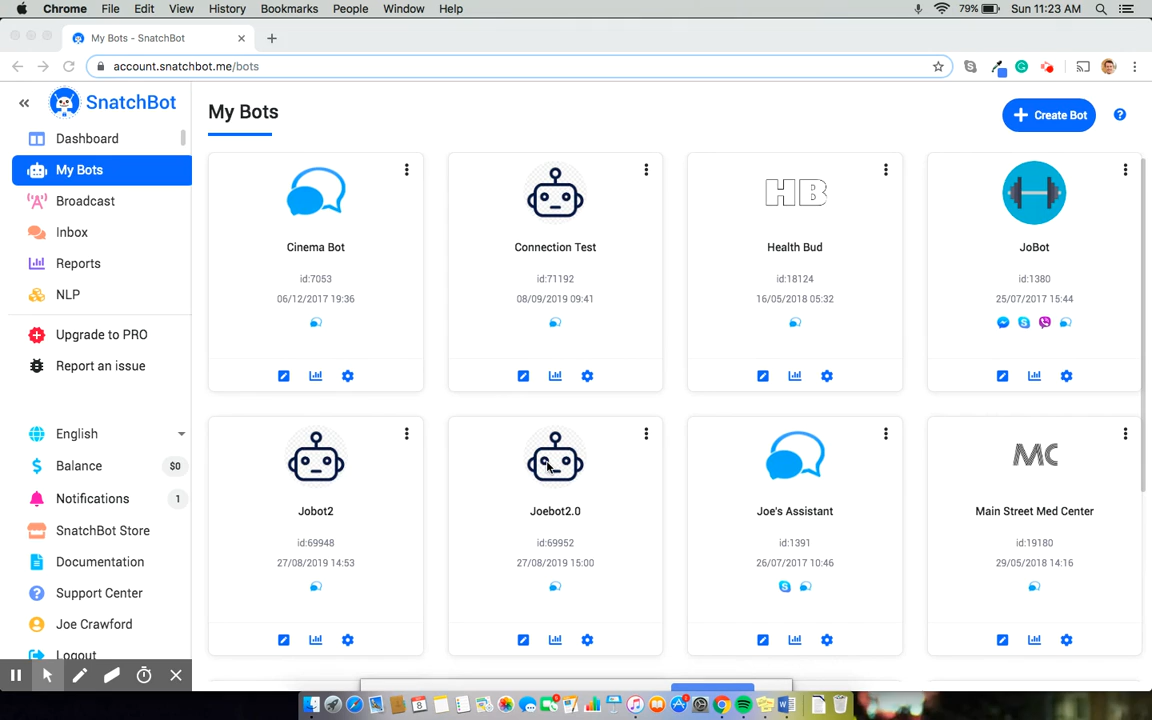 Chrome File Edit View History Bookmarks People Window Help 79% Sun 11:23 AM
My Bots - SnatchBot
account.snatchbot.me/bots
SnatchBot
Dashboard
My Bots
Broadcast
Inbox
Reports
NLP
Upgrade to PRO
Report an issue
English
Balance $0
Notifications 1
SnatchBot Store
Documentation
Support Center
Joe Crawford
Logout
My Bots
+ Create Bot ?
HB
Cinema Bot Connection Test Health Bud JoBot
id:7053 id:71192 id:18124 id:1380
06/12/2017 19:36 08/09/2019 09:41 16/05/2018 05:32 25/07/2017 15:44
MC
Jobot2 Joebot2.0 Joe's Assistant Main Street Med Center
id:69948 id:69952 id:1391 id:19180
27/08/2019 14:53 27/08/2019 15:00 26/07/2017 10:46 29/05/2018 14:16